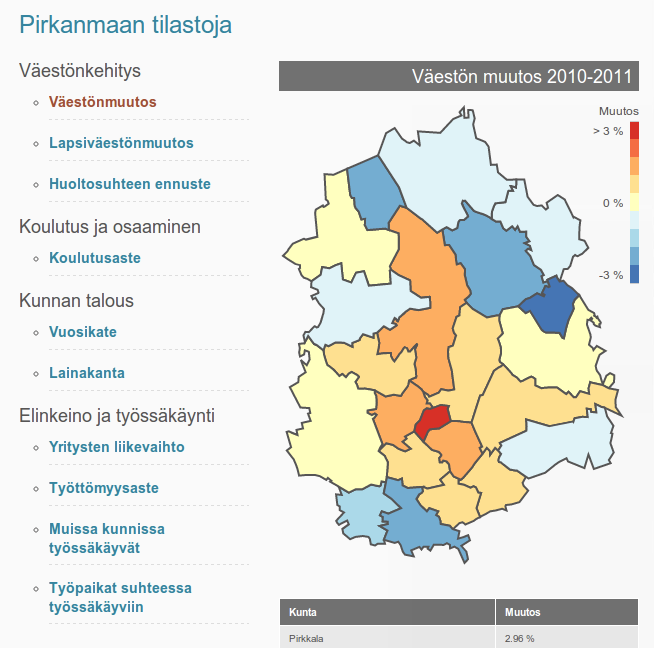 Pirkanmaan tilastoja
Väestönkehitys
Väestönmuutos
Lapsiväestönmuutos
Huoltosuhteen ennuste
Koulutus ja osaaminen
Koulutusaste
Kunnan talous
Vuosikate
Lainakanta
Elinkeino ja työssäkäynti
Yritysten liikevaihto
Työttömyysaste
Muissa kunnissa
työssäkäyvät
Työpaikat suhteessa
työssäkäyviin
Väestön muutos 2010-2011
Muutos
> 3 %
0 %
-3 %
Kunta Muutos
Pirkkala 2.96 %